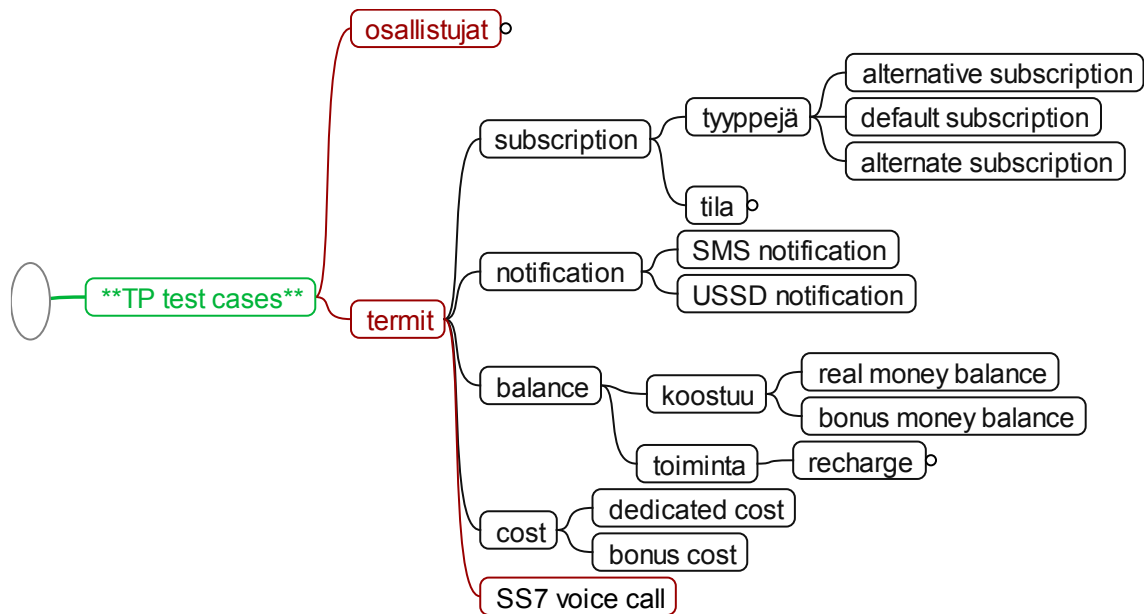 osallistujat
alternative subscription
tyyppejä
default subscription
subscription
alternate subscription
tila
SMS notification
notification
**TP test cases**
USSD notification
termit
real money balance
balance
koostuu
bonus money balance
toiminta
recharge
dedicated cost
cost
bonus cost
SS7 voice call